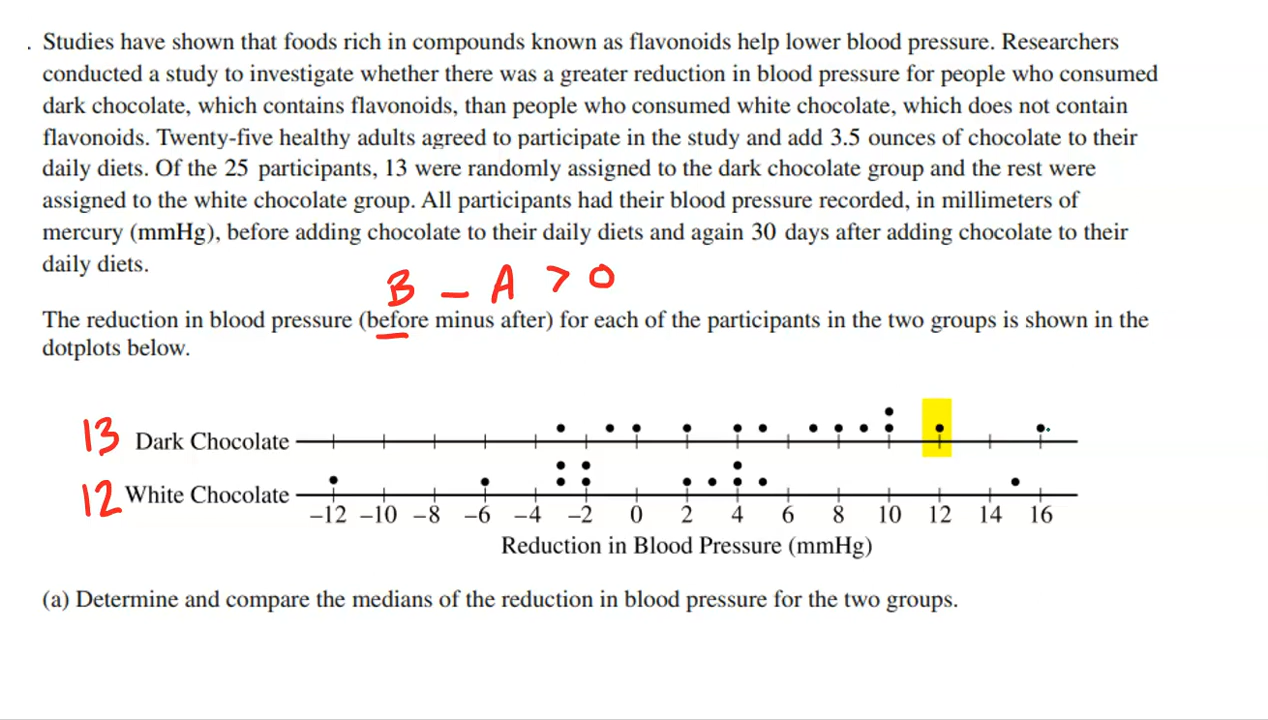 . Studies have shown that foods rich in compounds known as flavonoids help lower blood pressure. Researchers
conducted a study to investigate whether there was a greater reduction in blood pressure for people who consumed
dark chocolate, which contains flavonoids, than people who consumed white chocolate, which does not contain
flavonoids. Twenty-five healthy adults agreed to participate in the study and add 3.5 ounces of chocolate to their
daily diets. Of the 25 participants, 13 were randomly assigned to the dark chocolate group and the rest were
assigned to the white chocolate group. All participants had their blood pressure recorded, in millimeters of
mercury (mmHg), before adding chocolate to their daily diets and again 30 days after adding chocolate to their
daily diets.
B – A > 0
The reduction in blood pressure (before minus after) for each of the participants in the two groups is shown in the
dotplots below.
13 Dark Chocolate
12 White Chocolate
–12 –10 –8 –6 –4 –2 0 2 4 6 8 10 12 14 16
Reduction in Blood Pressure (mmHg)
(a) Determine and compare the medians of the reduction in blood pressure for the two groups.